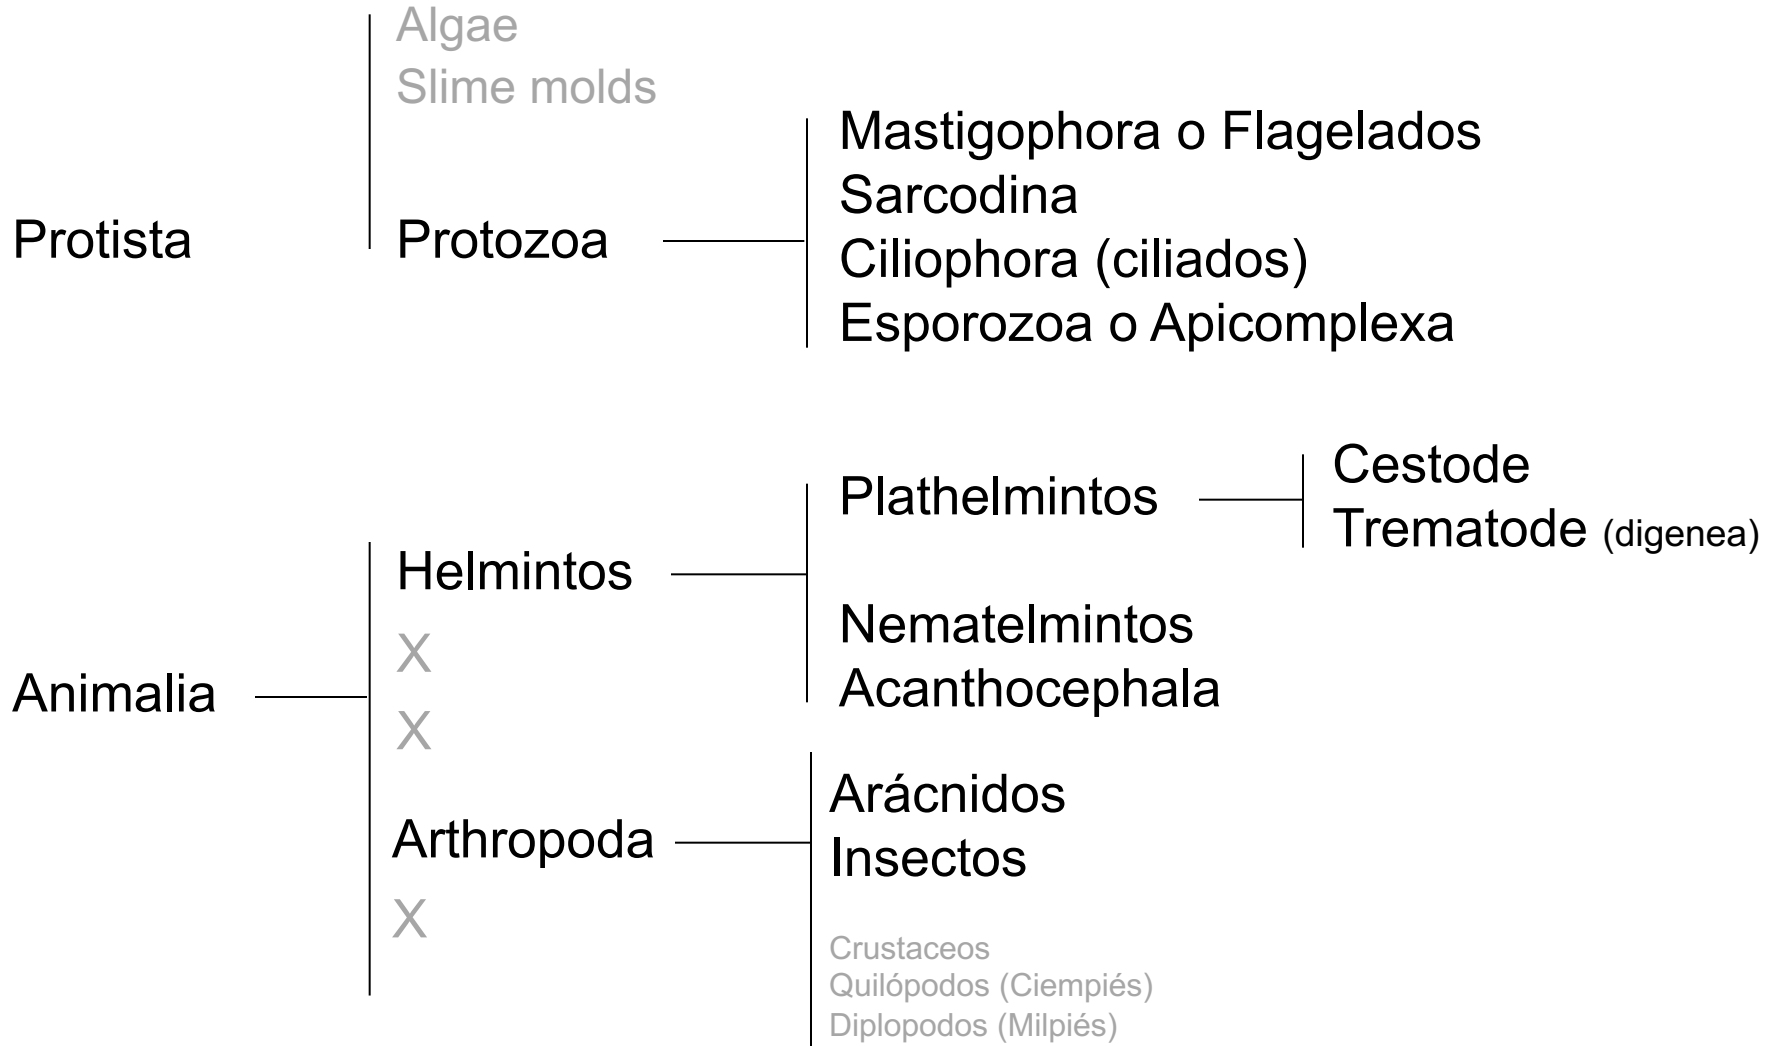 Algae
Slime molds
Protista
Protozoa
Mastigophora o Flagelados
Sarcodina
Ciliophora (ciliados)
Esporozoa o Apicomplexa
Animalia
Helmintos
X
X
Arthropoda
X
Plathelmintos
Cestode
Trematode (digenea)
Nematelmintos
Acanthocephala
Arácnidos
Insectos
Crustaceos
Quilópodos (Ciempiés)
Diplopodos (Milpiés)